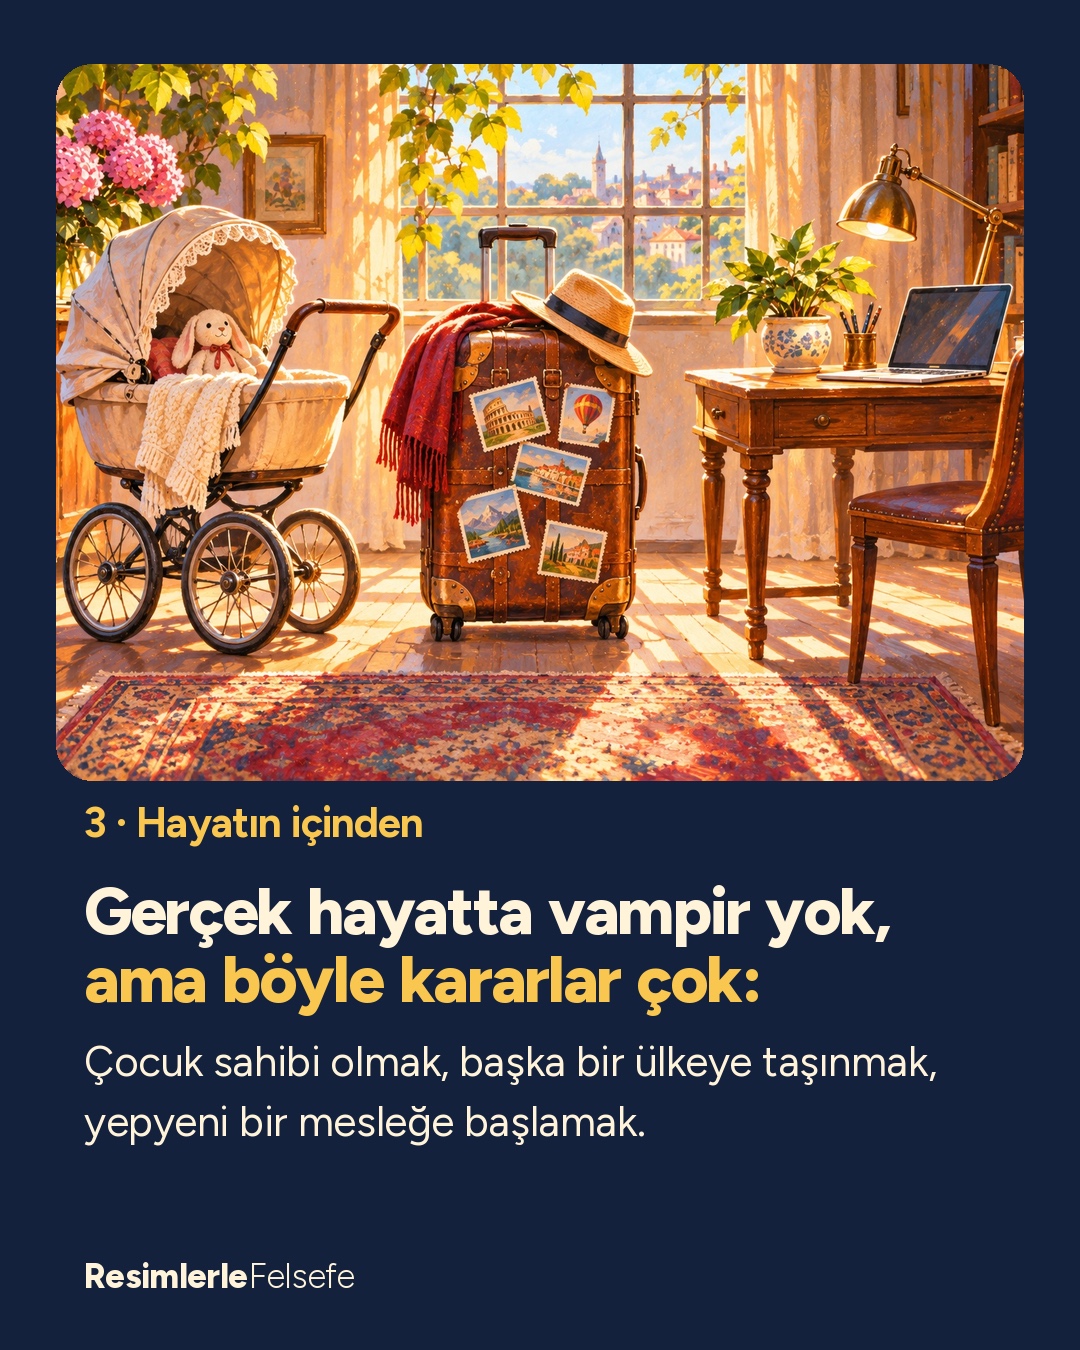 3 · Hayatın içinden
Gerçek hayatta vampir yok,
ama böyle kararlar çok:
Çocuk sahibi olmak, başka bir ülkeye taşınmak,
yepyeni bir mesleğe başlamak.
ResimlerleFelsefe